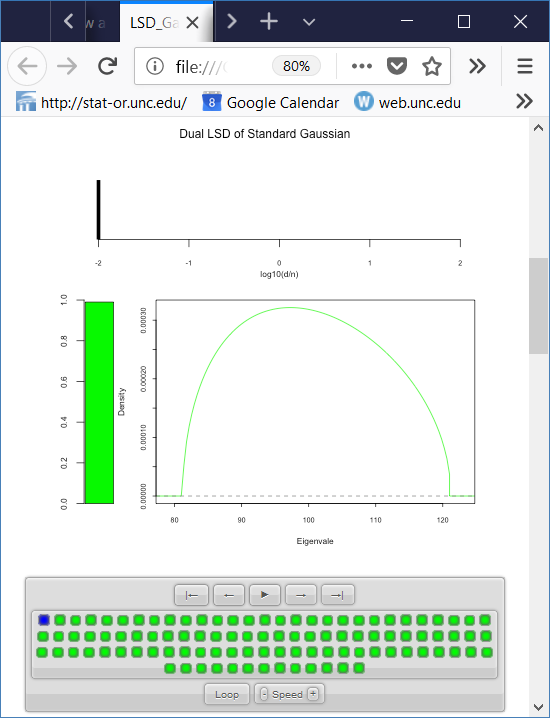 LSD_Ga
file:///
80%
http://stat-or.unc.edu/
8
Google Calendar
W
web.unc.edu
Dual LSD of Standard Gaussian
-2 -1 0 1 2
log10(d/n)
0.0 0.2 0.4 0.6 0.8 1.0
Density
0.00000 0.00010 0.00020 0.00030
80 90 100 110 120
Eigenvale
Loop
- Speed +